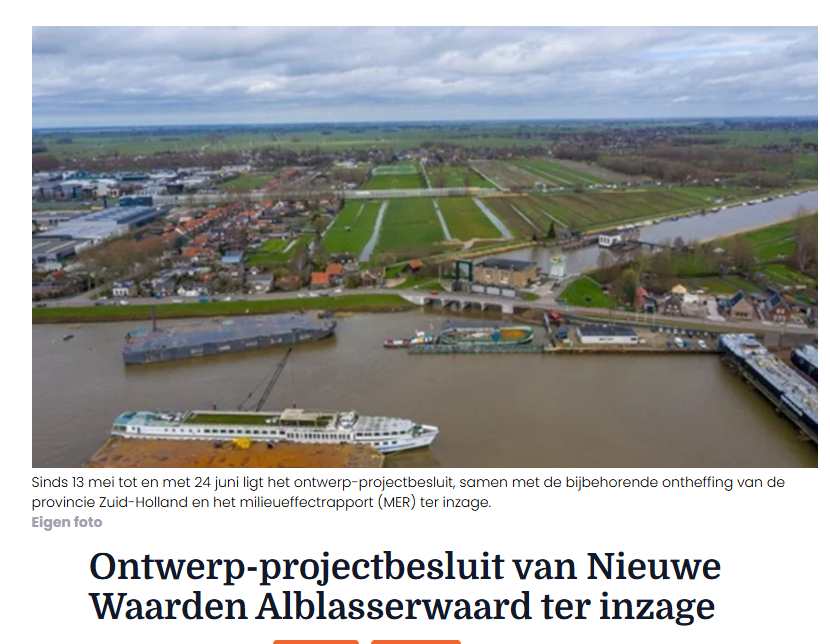 Sinds 13 mei tot en met 24 juni ligt het ontwerp-projectbesluit, samen met de bijbehorende ontheffing van de
provincie Zuid-Holland en het milieueffectrapport (MER) ter inzage.
Eigen foto
Ontwerp-projectbesluit van Nieuwe
Waarden Alblasserwaard ter inzage